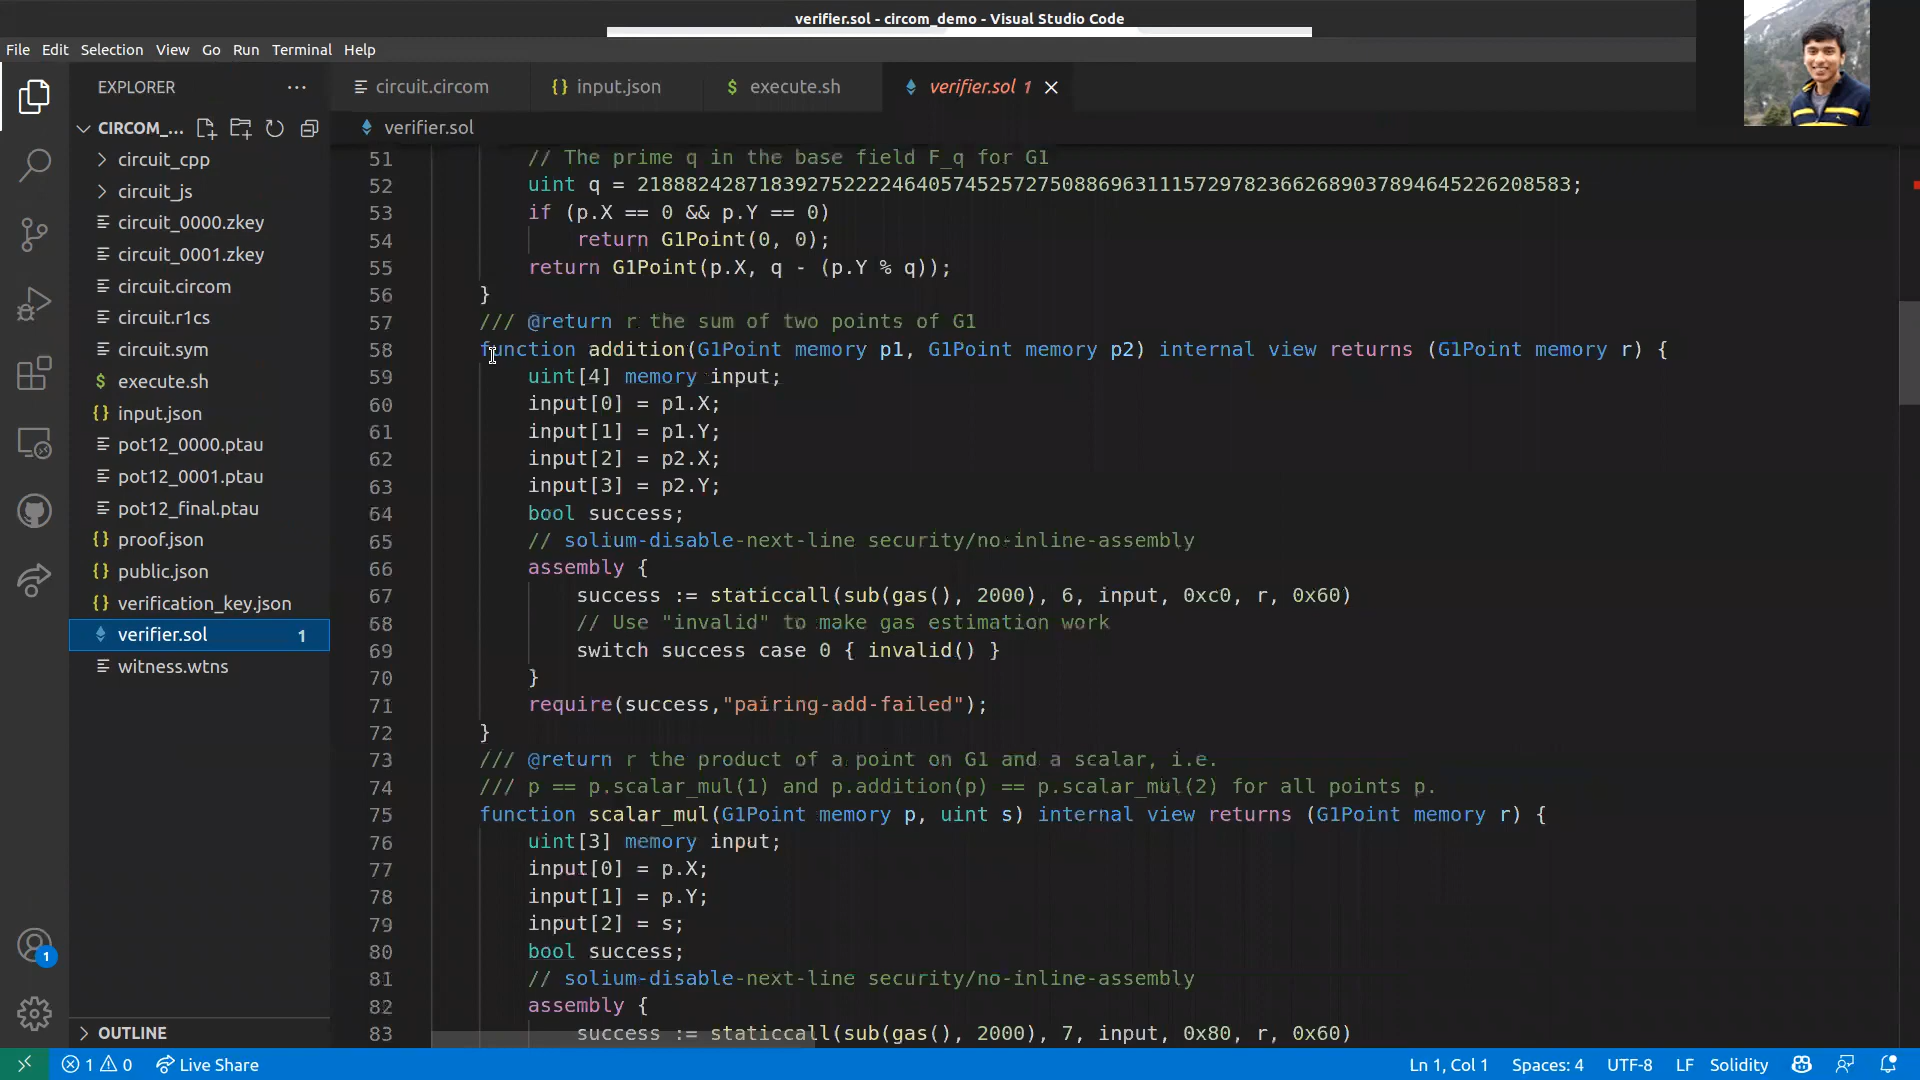 verifier.sol - circom_demo - Visual Studio Code
File Edit Selection View Go Run Terminal Help
EXPLORER
CIRCOM_...
circuit_cpp
circuit_js
circuit_0000.zkey
circuit_0001.zkey
circuit.circom
circuit.r1cs
circuit.sym
execute.sh
input.json
pot12_0000.ptau
pot12_0001.ptau
pot12_final.ptau
proof.json
public.json
verification_key.json
verifier.sol 1
witness.wtns
OUTLINE
circuit.circom input.json execute.sh verifier.sol 1
verifier.sol
51 // The prime q in the base field F_q for G1
52 uint q = 21888242871839275222246405745257275088696311157297823662689037894645226208583;
53 if (p.X == 0 && p.Y == 0)
54 return G1Point(0, 0);
55 return G1Point(p.X, q - (p.Y % q));
56 }
57 /// @return r the sum of two points of G1
58 function addition(G1Point memory p1, G1Point memory p2) internal view returns (G1Point memory r) {
59 uint[4] memory input;
60 input[0] = p1.X;
61 input[1] = p1.Y;
62 input[2] = p2.X;
63 input[3] = p2.Y;
64 bool success;
65 // solium-disable-next-line security/no-inline-assembly
66 assembly {
67 success := staticcall(sub(gas(), 2000), 6, input, 0xc0, r, 0x60)
68 // Use "invalid" to make gas estimation work
69 switch success case 0 { invalid() }
70 }
71 require(success,"pairing-add-failed");
72 }
73 /// @return r the product of a point on G1 and a scalar, i.e.
74 /// p == p.scalar_mul(1) and p.addition(p) == p.scalar_mul(2) for all points p.
75 function scalar_mul(G1Point memory p, uint s) internal view returns (G1Point memory r) {
76 uint[3] memory input;
77 input[0] = p.X;
78 input[1] = p.Y;
79 input[2] = s;
80 bool success;
81 // solium-disable-next-line security/no-inline-assembly
82 assembly {
83 success := staticcall(sub(gas(), 2000), 7, input, 0x80, r, 0x60)
1
1 0 Live Share Ln 1, Col 1 Spaces: 4 UTF-8 LF Solidity